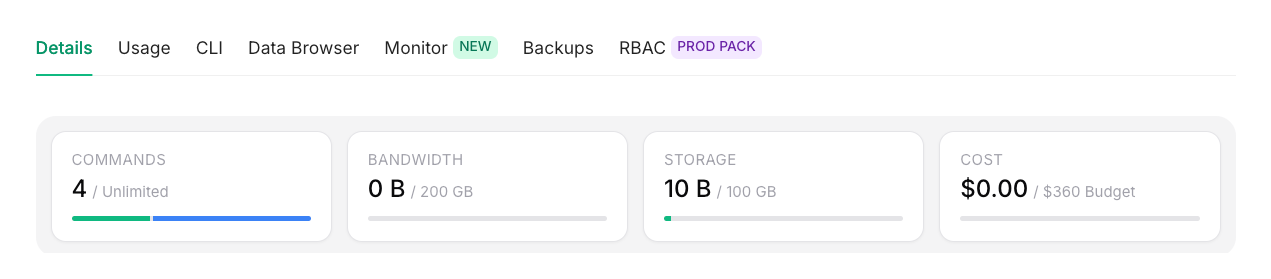 Details Usage CLI Data Browser Monitor NEW Backups RBAC PROD PACK
COMMANDS
4 / Unlimited
BANDWIDTH
0 B / 200 GB
STORAGE
10 B / 100 GB
COST
$0.00 / $360 Budget